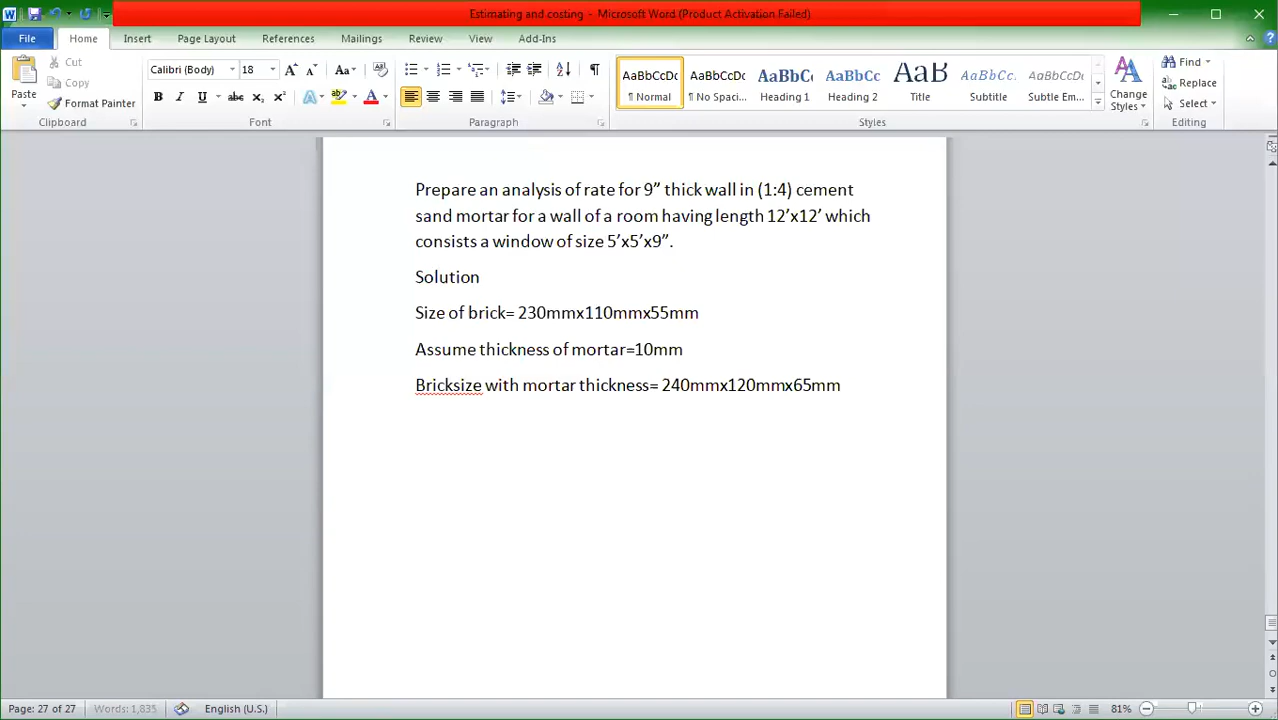 Estimating and costing - Microsoft Word (Product Activation Failed)
File Home Insert Page Layout References Mailings Review View Add-Ins
Paste Cut Copy Format Painter
Calibri (Body) 18
AaBbCcDc ¶ Normal
AaBbCcDc ¶ No Spaci...
AaBbC Heading 1
AaBbCc Heading 2
AaB Title
AaBbCc. Subtitle
AaBbCcDc Subtle Em...
Change Styles
Find Replace Select
Clipboard Font Paragraph Styles Editing
Prepare an analysis of rate for 9” thick wall in (1:4) cement
sand mortar for a wall of a room having length 12’x12’ which
consists a window of size 5’x5’x9”.
Solution
Size of brick= 230mmx110mmx55mm
Assume thickness of mortar=10mm
Bricksize with mortar thickness= 240mmx120mmx65mm
Page: 27 of 27 Words: 1,835 English (U.S.) 81%